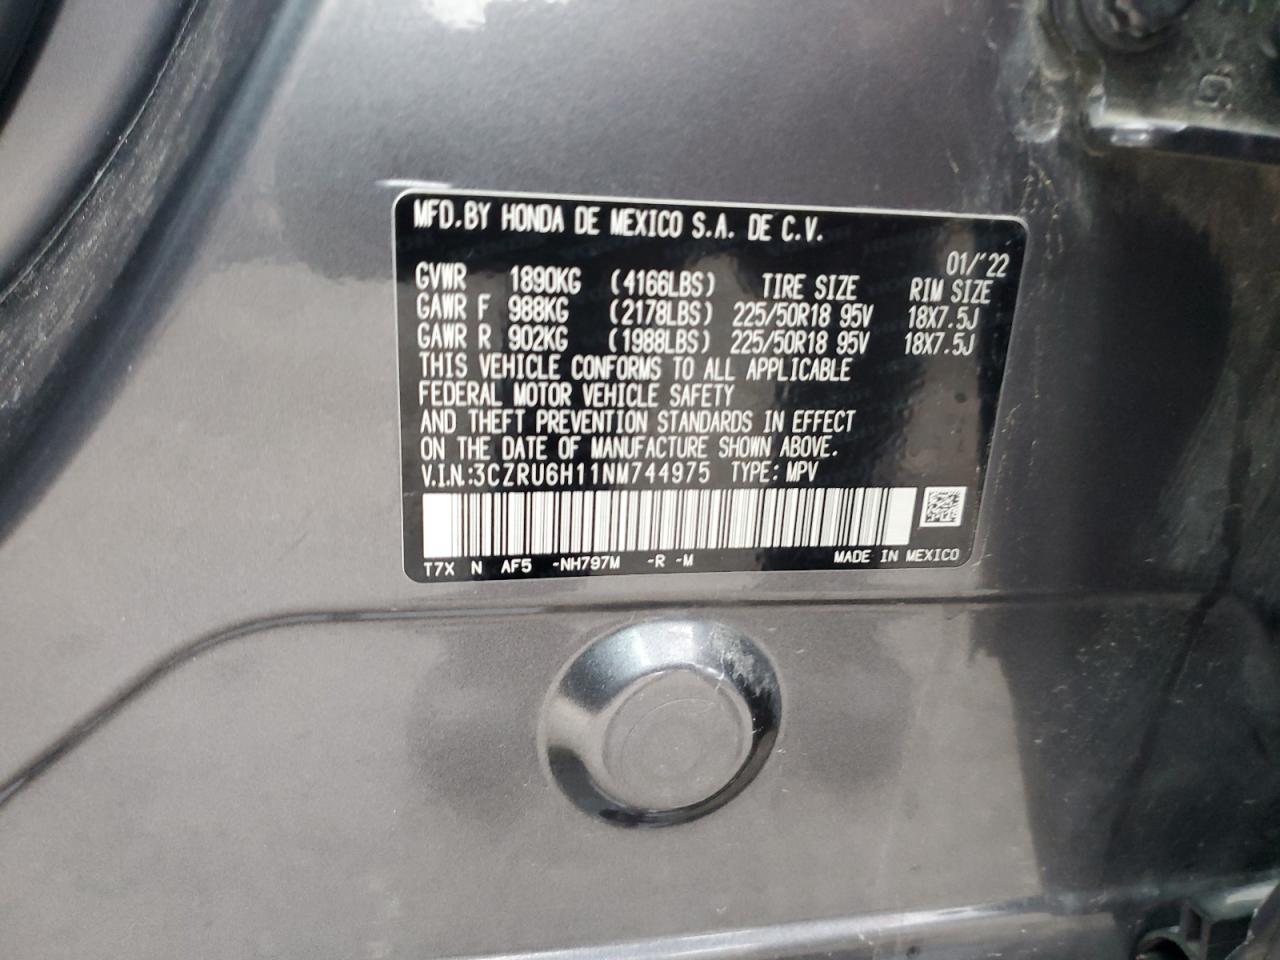 MFD.BY HONDA DE MEXICO S.A. DE C.V.
01/'22
GVWR 1890KG (4166LBS) TIRE SIZE RIM SIZE
GAWR F 988KG (2178LBS) 225/50R18 95V 18X7.5J
GAWR R 902KG (1988LBS) 225/50R18 95V 18X7.5J
THIS VEHICLE CONFORMS TO ALL APPLICABLE
FEDERAL MOTOR VEHICLE SAFETY
AND THEFT PREVENTION STANDARDS IN EFFECT
ON THE DATE OF MANUFACTURE SHOWN ABOVE.
V.I.N.:3CZRU6H11NM744975 TYPE: MPV
T7X N AF5 -NH797M -R -M MADE IN MEXICO